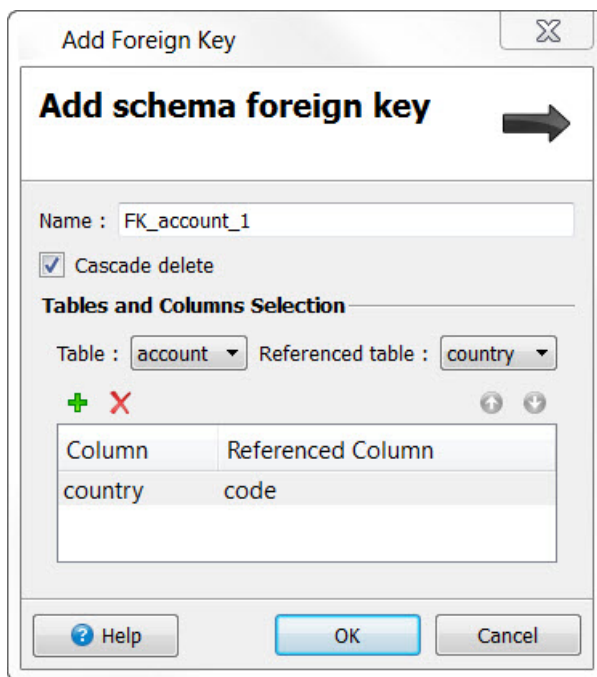 Add Foreign Key
Add schema foreign key
Name : FK_account_1
Cascade delete
Tables and Columns Selection
Table : account Referenced table : country
Column Referenced Column
country code
Help OK Cancel